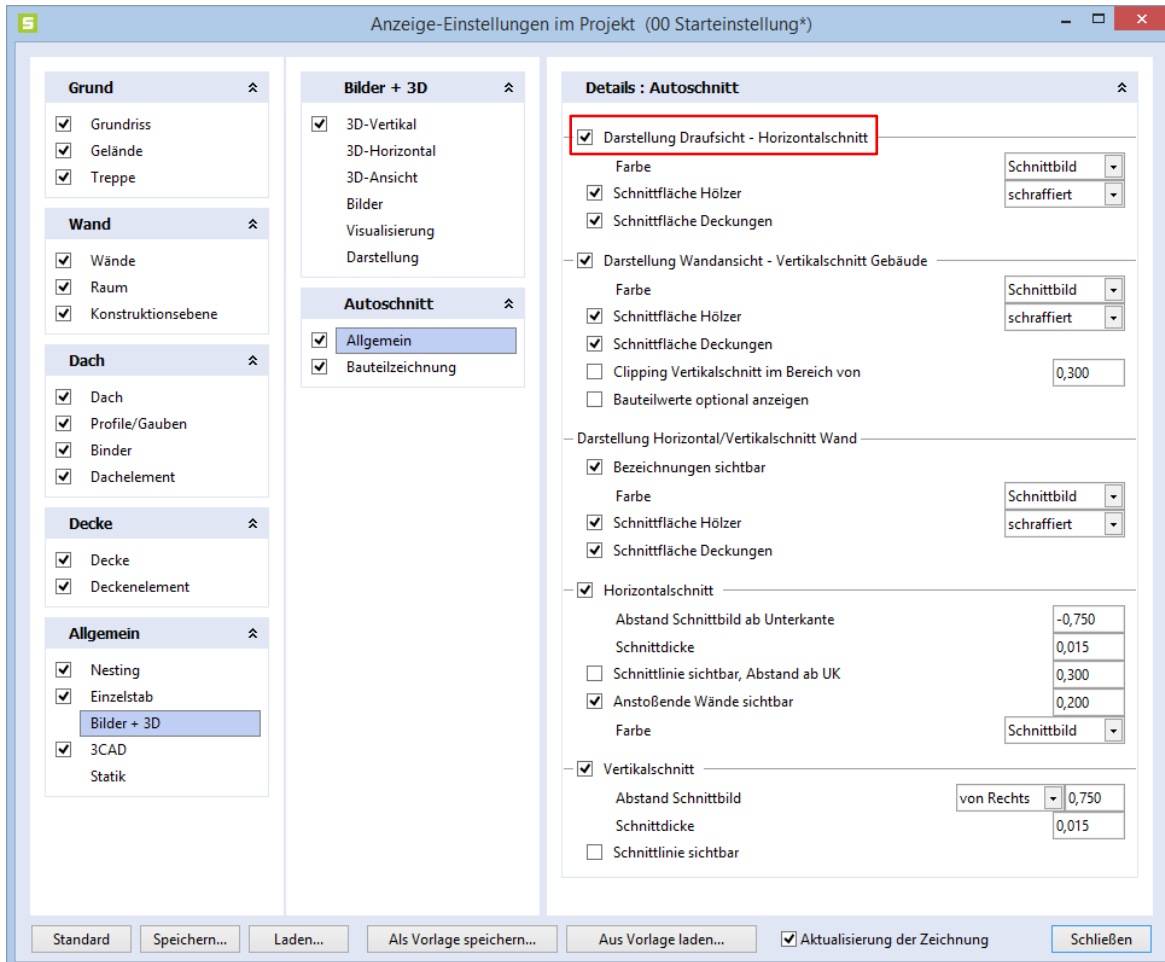 S
Anzeige-Einstellungen im Projekt (00 Starteinstellung*)
Grund
Grundriss
Gelände
Treppe
Wand
Wände
Raum
Konstruktionsebene
Dach
Dach
Profile/Gauben
Binder
Dachelement
Decke
Decke
Deckenelement
Allgemein
Nesting
Einzelstab
Bilder + 3D
3CAD
Statik
Bilder + 3D
3D-Vertikal
3D-Horizontal
3D-Ansicht
Bilder
Visualisierung
Darstellung
Autoschnitt
Allgemein
Bauteilzeichnung
Details : Autoschnitt
Darstellung Draufsicht - Horizontalschnitt
Farbe Schnittbild
Schnittfläche Hölzer schraffiert
Schnittfläche Deckungen
Darstellung Wandansicht - Vertikalschnitt Gebäude
Farbe Schnittbild
Schnittfläche Hölzer schraffiert
Schnittfläche Deckungen
Clipping Vertikalschnitt im Bereich von 0,300
Bauteilwerte optional anzeigen
Darstellung Horizontal/Vertikalschnitt Wand
Bezeichnungen sichtbar
Farbe Schnittbild
Schnittfläche Hölzer schraffiert
Schnittfläche Deckungen
Horizontalschnitt
Abstand Schnittbild ab Unterkante -0,750
Schnittdicke 0,015
Schnittlinie sichtbar, Abstand ab UK 0,300
Anstoßende Wände sichtbar 0,200
Farbe Schnittbild
Vertikalschnitt
Abstand Schnittbild von Rechts 0,750
Schnittdicke 0,015
Schnittlinie sichtbar
Standard Speichern... Laden... Als Vorlage speichern... Aus Vorlage laden... Aktualisierung der Zeichnung Schließen